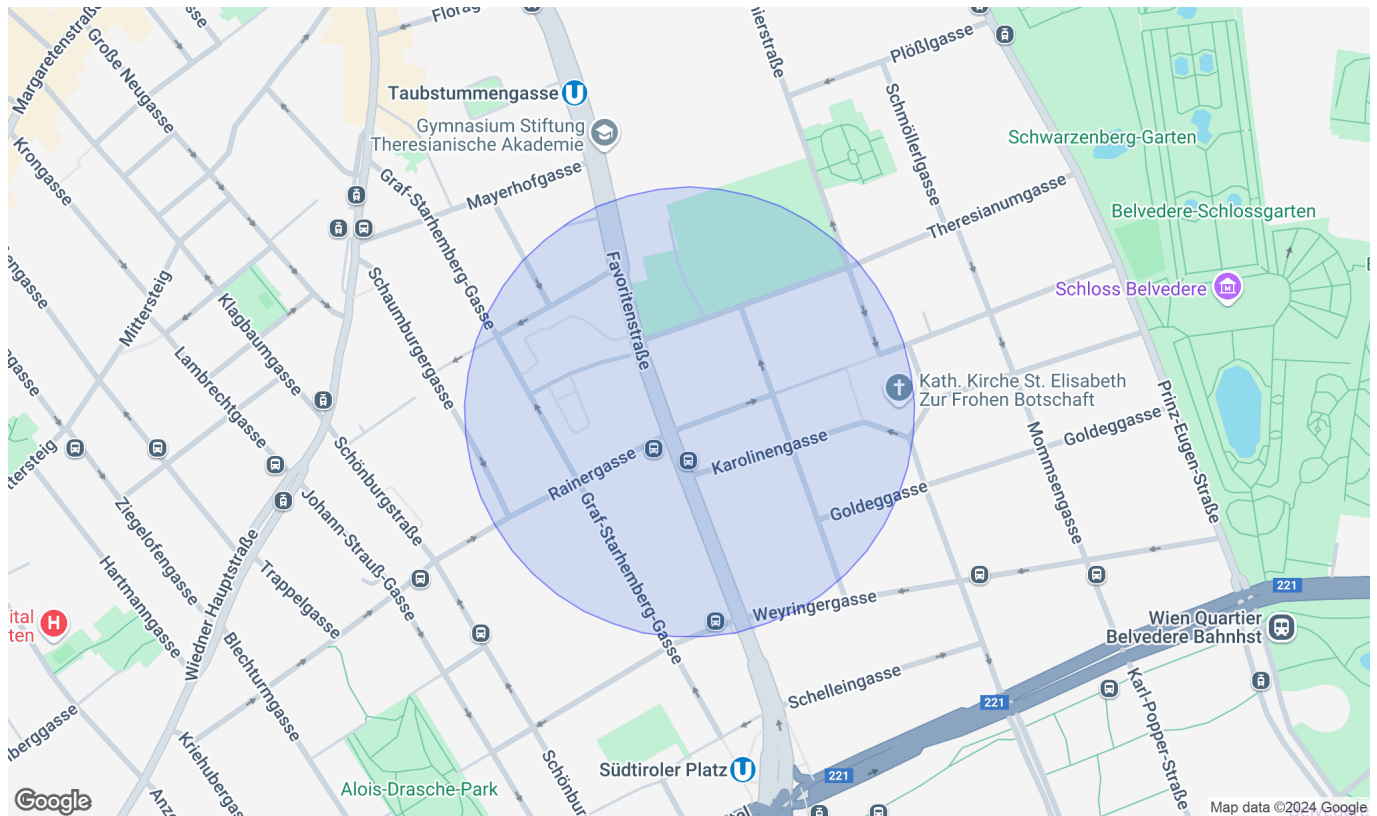 Florag
Margaretenstraße
Große Neugasse
Taubstummengasse
Gymnasium Stiftung
Theresianische Akademie
Plößlgasse
Schmöllerlgasse
Schwarzenberg-Garten
Krongasse
Graf-Starhemberg-Gasse
Mayerhofgasse
Theresianumgasse
Belvedere-Schlossgarten
Mittersteig
Schaumburgergasse
Favoritenstraße
Schloss Belvedere
Klagbaumgasse
Lambrechtgasse
Kath. Kirche St. Elisabeth
Zur Frohen Botschaft
Prinz-Eugen-Straße
Goldeggasse
Mommsengasse
Karolinengasse
Rainergasse
Schönburgstraße
Goldeggasse
Ziegelofengasse
Johann-Strauß-Gasse
Graf-Starhemberg-Gasse
Hartmanngasse
Wiedner Hauptstraße
Trappelgasse
Weyringergasse
221
Wien Quartier
Belvedere Bahnhst
H
Blechturmgasse
Schelleingasse
Karl-Popper-Straße
221
Kriehubergasse
Südtiroler Platz
221
Alois-Drasche-Park
Google
Map data ©2024 Google